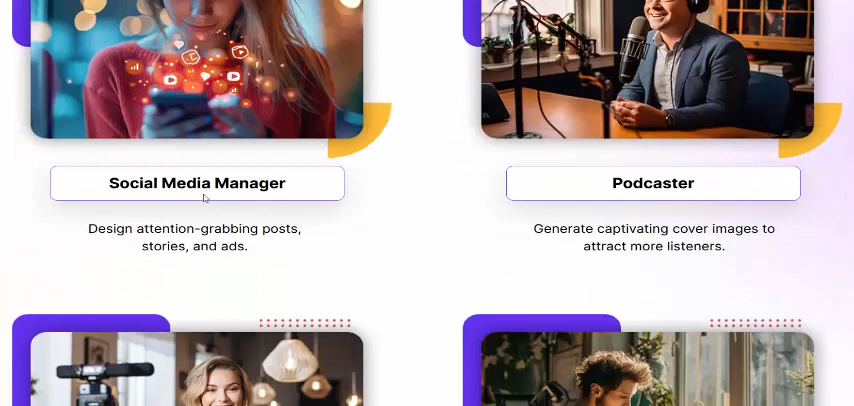 Social Media Manager
Design attention-grabbing posts,
stories, and ads.
Podcaster
Generate captivating cover images to
attract more listeners.